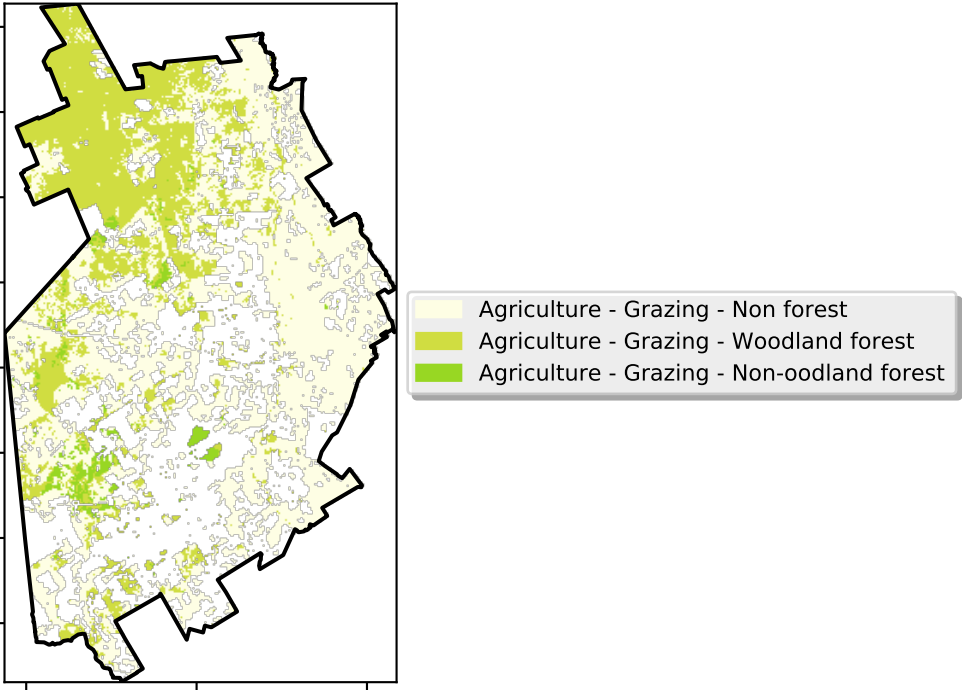 Agriculture - Grazing - Non forest
Agriculture - Grazing - Woodland forest
Agriculture - Grazing - Non-oodland forest